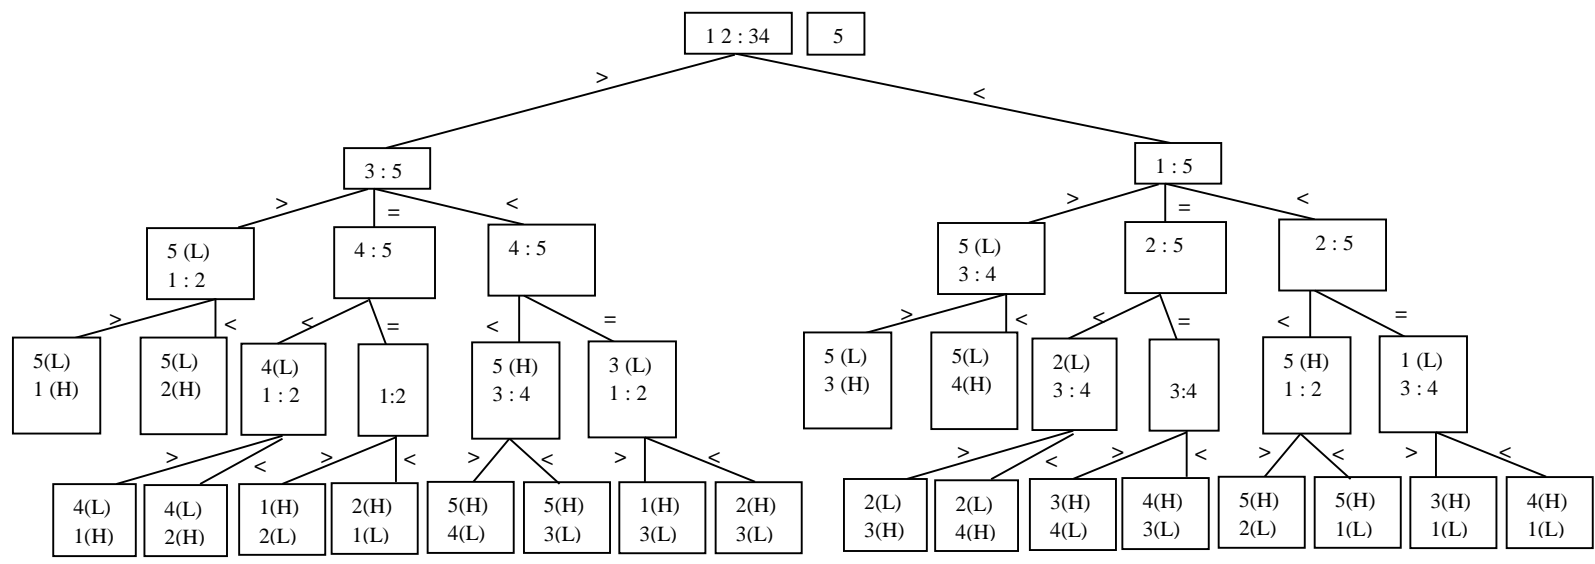 1 2 : 34
5
>
<
3 : 5
1 : 5
>
=
<
>
=
<
5 (L)
1 : 2
4 : 5
4 : 5
5 (L)
3 : 4
2 : 5
2 : 5
>
<
<
=
<
=
>
<
<
=
<
=
5(L)
1 (H)
5(L)
2(H)
4(L)
1 : 2
1:2
5 (H)
3 : 4
3 (L)
1 : 2
5 (L)
3 (H)
5(L)
4(H)
2(L)
3 : 4
3:4
5 (H)
1 : 2
1 (L)
3 : 4
>
<
>
<
>
<
>
<
>
<
>
<
>
<
>
<
4(L)
1(H)
4(L)
2(H)
1(H)
2(L)
2(H)
1(L)
5(H)
4(L)
5(H)
3(L)
1(H)
3(L)
2(H)
3(L)
2(L)
3(H)
2(L)
4(H)
3(H)
4(L)
4(H)
3(L)
5(H)
2(L)
5(H)
1(L)
3(H)
1(L)
4(H)
1(L)